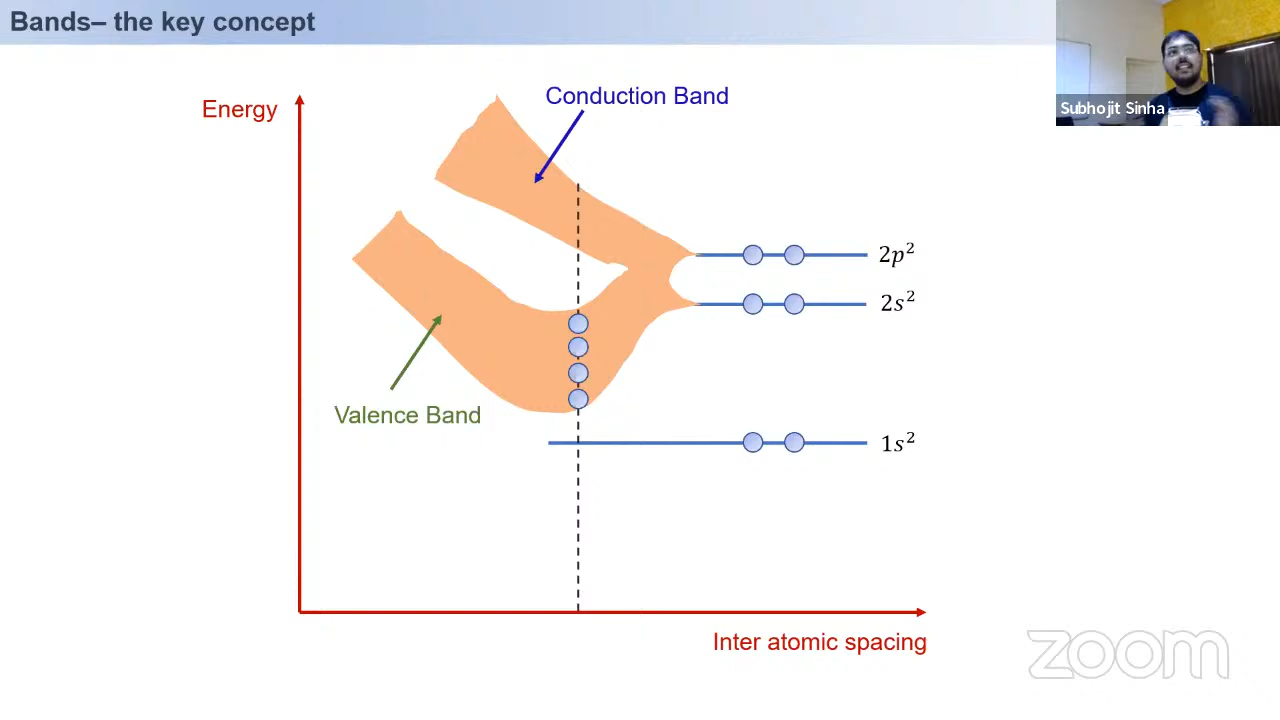 Bands– the key concept
Subhojit Sinha
Energy
Conduction Band
2p²
2s²
Valence Band
1s²
Inter atomic spacing
zoom